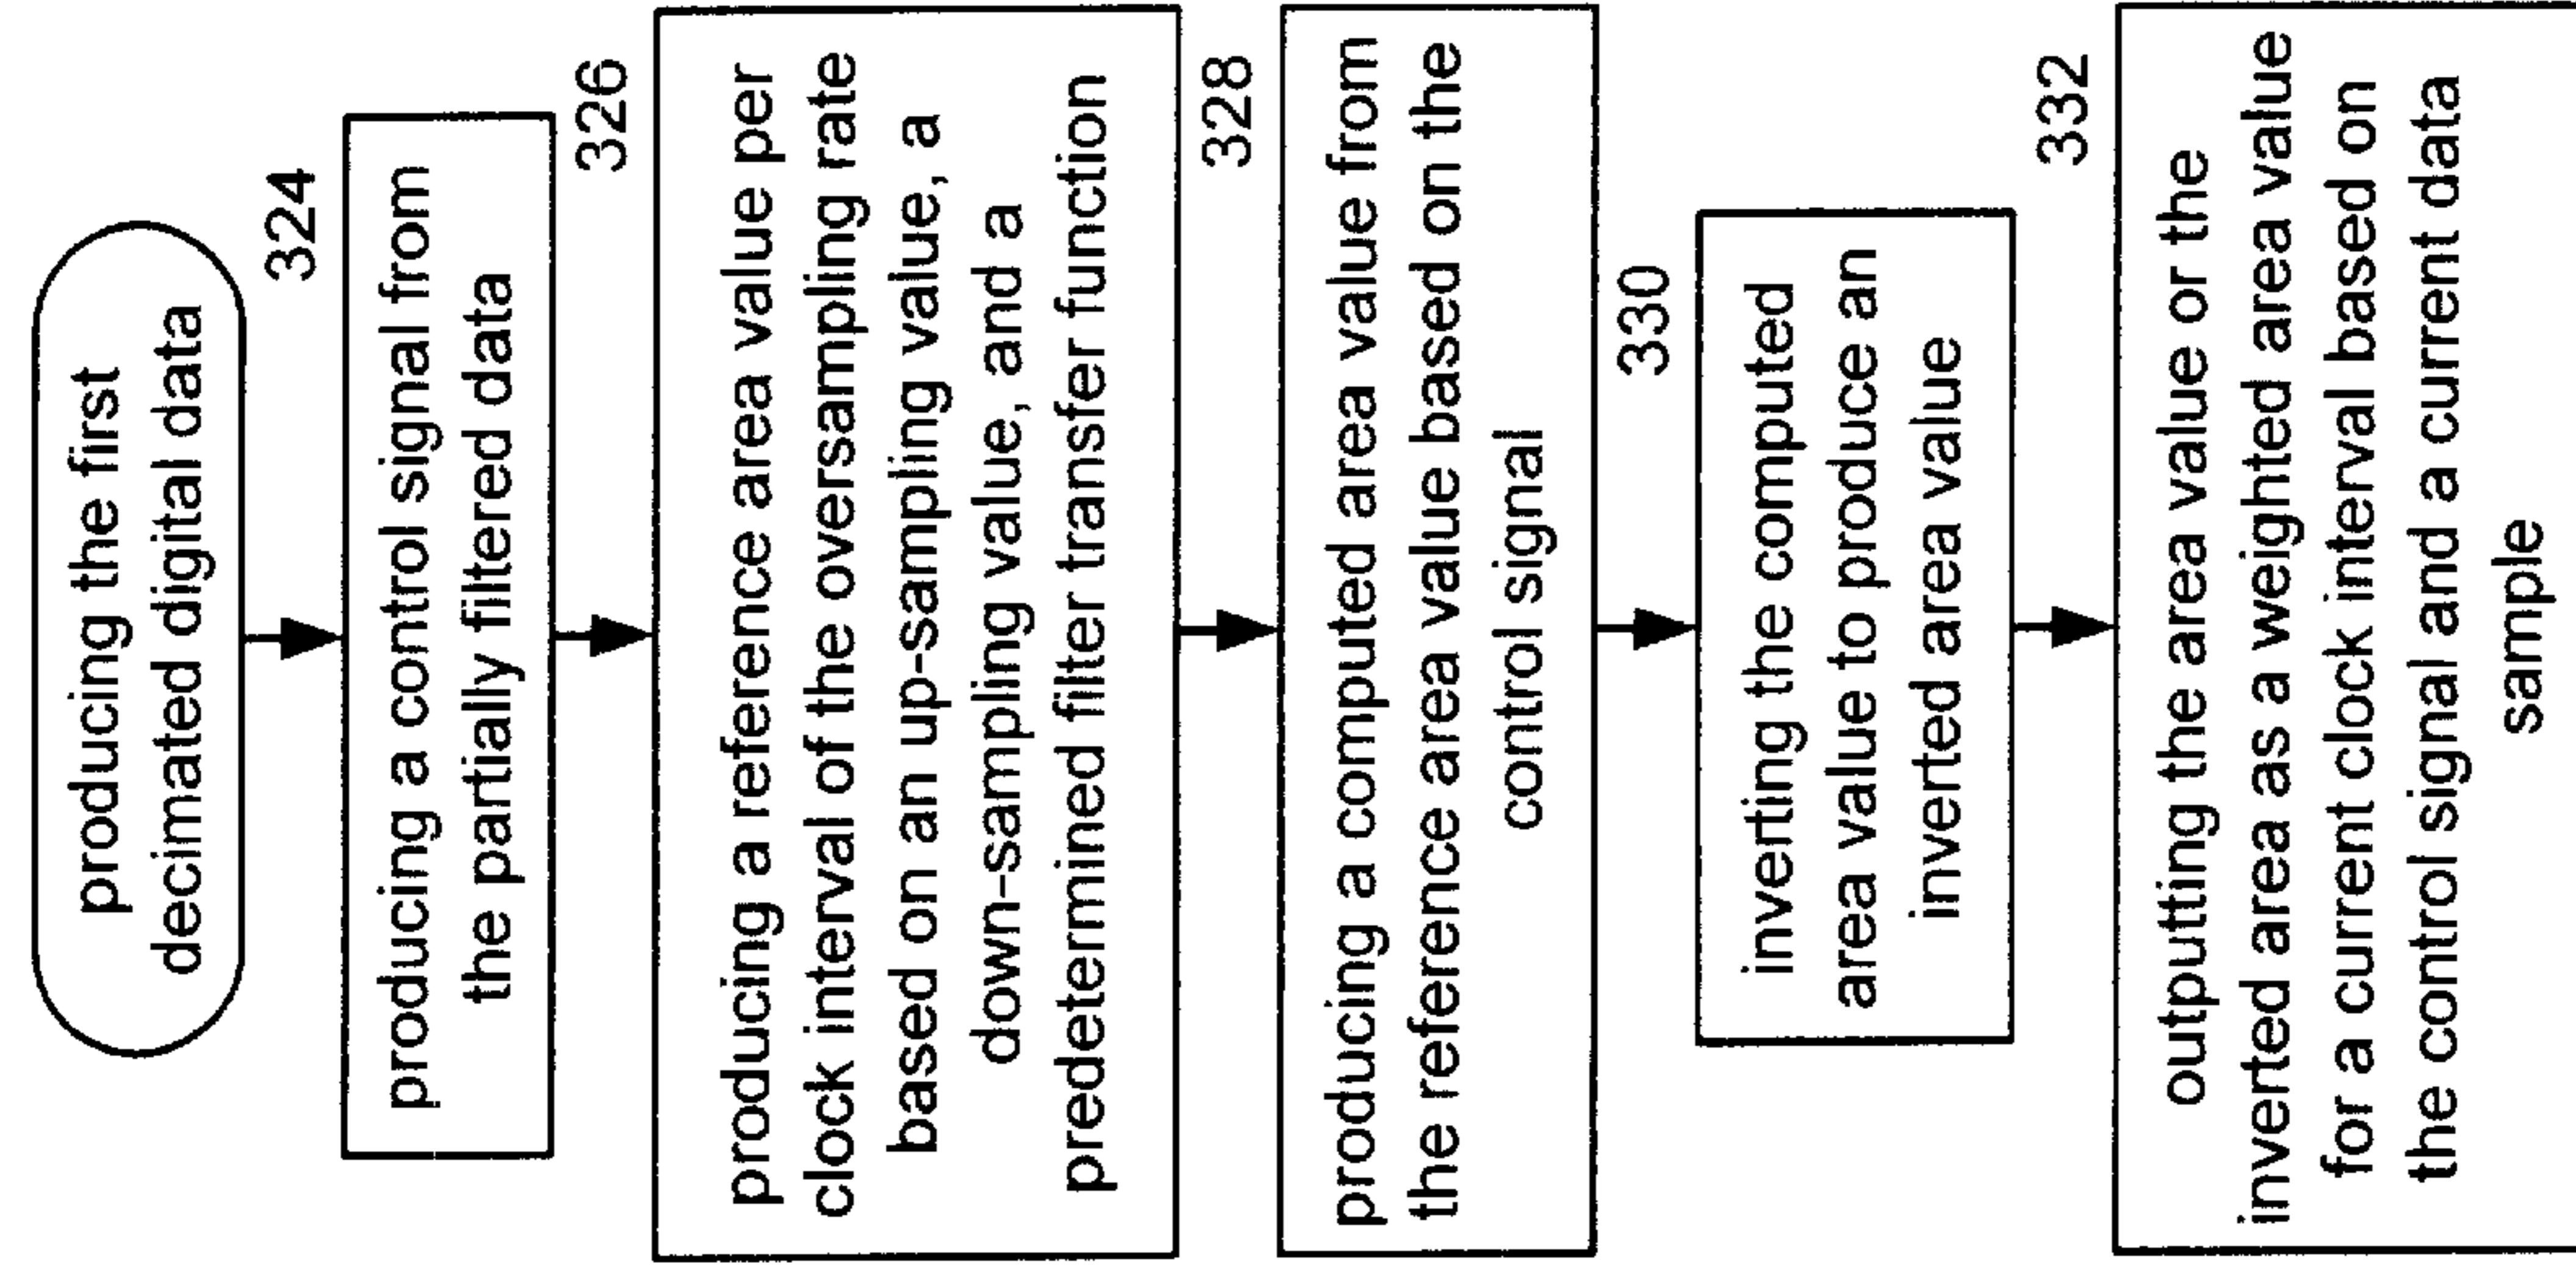 producing the first
decimated digital data
324
producing a control signal from
the partially filtered data
326
producing a reference area value per
clock interval of the oversampling rate
based on an up-sampling value, a
down-sampling value, and a
predetermined filter transfer function
328
producing a computed area value from
the reference area value based on the
control signal
330
inverting the computed
area value to produce an
inverted area value
332
outputting the area value or the
inverted area as a weighted area value
for a current clock interval based on
the control signal and a current data
sample